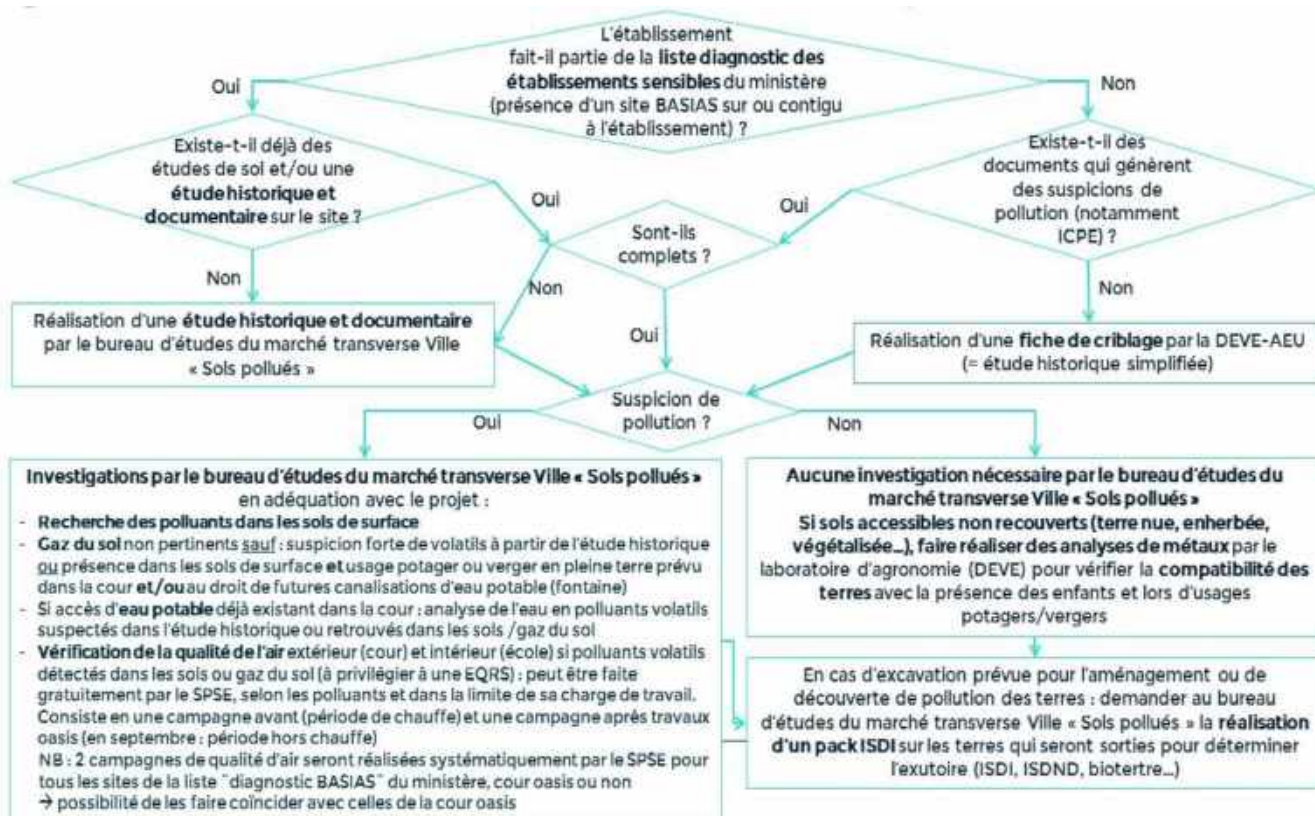 L'établissement
fait-il partie de la liste diagnostic des
établissements sensibles du ministère
(présence d'un site BASIAS sur ou contigu
à l'établissement) ?
Oui
Non
Existe-t-il déjà des
études de soi et/ou une
étude historique et
documentaire sur le site ?
Existe-t-il des
documents qui génèrent
des suspicions de
pollution (notamment
ICPE) ?
Oui
Oui
Sont-ils
complets ?
Non
Non
Non
Oui
Réalisation d'une étude historique et documentaire
par le bureau d'études du marché transverse Ville
« Sols pollués »
Réalisation d'une fiche de criblage par la DEVE-AEU
(= étude historique simplifiée)
Suspicion de
pollution ?
Oui
Non
Investigations par le bureau d'études du marché transverse Ville « Sols pollués »
en adéquation avec le projet :
- Recherche des polluants dans les sols de surface
- Gaz du sol non pertinents sauf : suspicion forte de volatils à partir de l'étude historique
ou présence dans les sols de surface et usage potager ou verger en pleine terre prévu
dans la cour et/ou au droit de futures canalisations d'eau potable (fontaine)
- Si accès d'eau potable déjà existant dans la cour : analyse de l'eau en polluants volatils
suspectés dans l'étude historique ou retrouvés dans les sols /gaz du sol
- Vérification de la qualité de l'air extérieur (cour) et intérieur (école) si polluants volatils
détectés dans les sols ou gaz du sol (à privilégier à une EQRS) : peut être faite
gratuitement par le SPSE, selon les polluants et dans la limite de sa charge de travail.
Consiste en une campagne avant (période de chauffe) et une campagne après travaux
oasis (en septembre : période hors chauffe)
NB : 2 campagnes de qualité d'air seront réalisées systématiquement par le SPSE pour
tous les sites de la liste "diagnostic BASIAS" du ministère, cour oasis ou non
→ possibilité de les faire coïncider avec celles de la cour oasis
Aucune investigation nécessaire par le bureau d'études du
marché transverse Ville « Sols pollués »
Si sols accessibles non recouverts (terre nue, enherbée,
végétalisée...), faire réaliser des analyses de métaux par le
laboratoire d'agronomie (DEVE) pour vérifier la compatibilité des
terres avec la présence des enfants et lors d'usages
potagers/vergers
En cas d'excavation prévue pour l'aménagement ou de
découverte de pollution des terres : demander au bureau
d'études du marché transverse Ville « Sols pollués » la réalisation
d'un pack ISDI sur les terres qui seront sorties pour déterminer
l'exutoire (ISDI, ISDND, biotertre...)